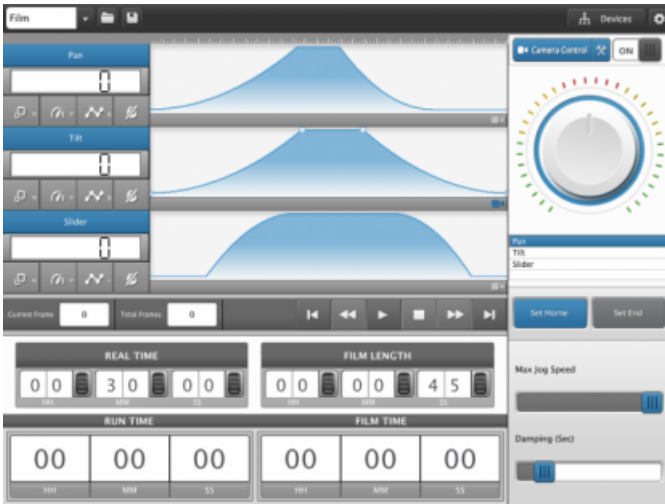 Film
Devices
Pan
0
Tilt
0
Slider
0
Camera Control
ON
Pan
Tilt
Slider
Set Home
Set End
Current Frame 0 Total Frames 0
REAL TIME
0 0 3 0 0 0
HH MM SS
FILM LENGTH
0 0 0 0 4 5
HH MM SS
Max Jog Speed
Damping (Sec)
RUN TIME
00 00 00
HH MM SS
FILM TIME
00 00 00
HH MM SS